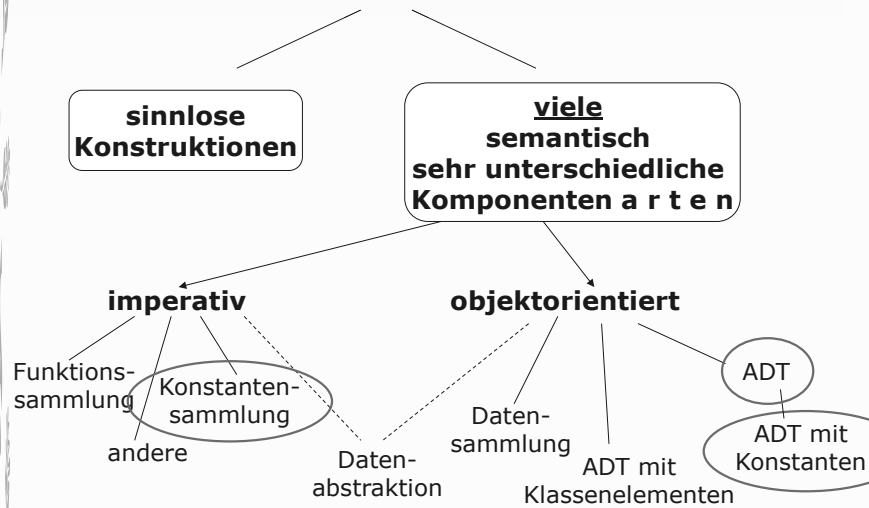 sinnlose
Konstruktionen
viele
semantisch
sehr unterschiedliche
Komponenten a r t e n
imperativ
objektorientiert
Funktions-
sammlung
Konstanten-
sammlung
andere
Daten-
abstraktion
Daten-
sammlung
ADT mit
Klassenelementen
ADT
ADT mit
Konstanten